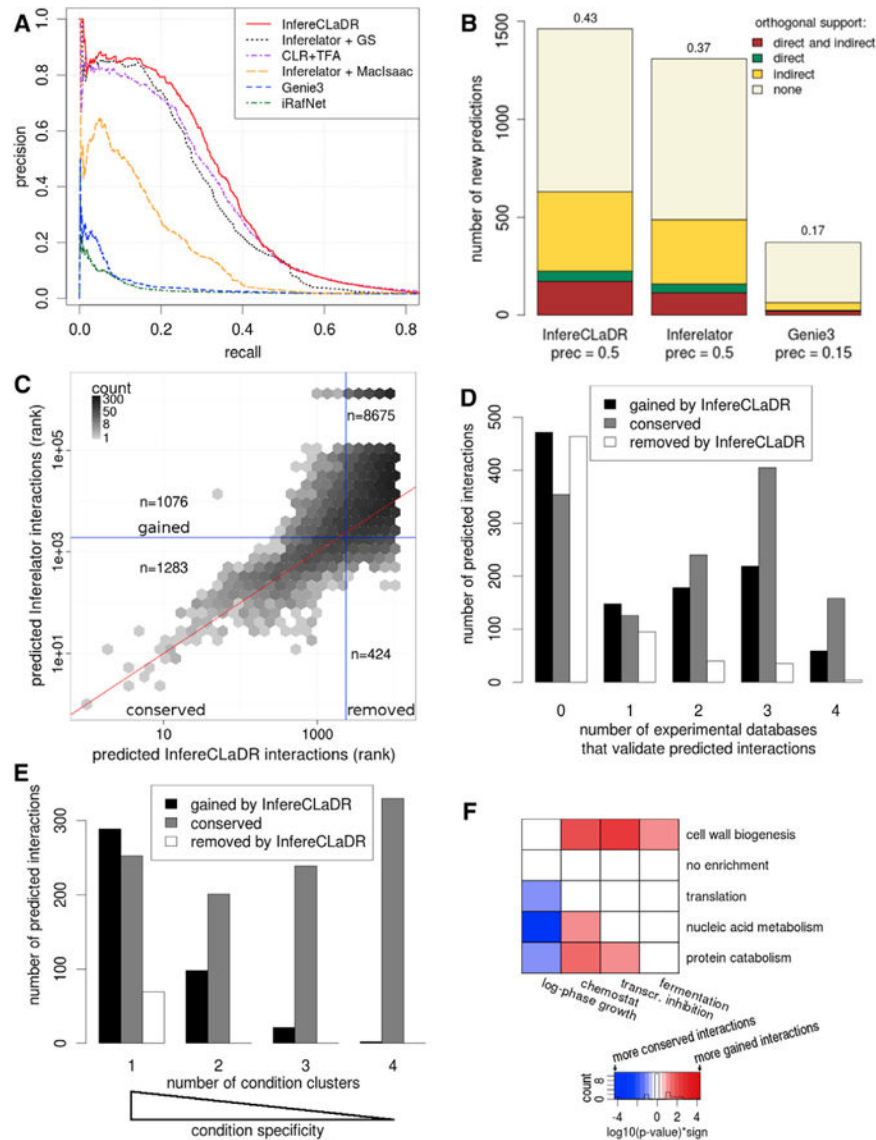 A
precision
1.0
0.8
0.6
0.4
0.2
0.0
InfereCLaDR
Inferelator + GS
CLR+TFA
Inferelator + MacIsaac
Genie3
iRafNet
0.0 0.2 0.4 0.6 0.8
recall
B
number of new predictions
1500
1000
500
0
0.43
0.37
0.17
orthogonal support:
direct and indirect
direct
indirect
none
InfereCLaDR Inferelator Genie3
prec = 0.5 prec = 0.5 prec = 0.15
C
predicted Inferelator interactions (rank)
count
300
50
8
1
n=8675
1e+05
n=1076
gained
1e+03
n=1283
1e+01
n=424
conserved removed
10 1000
predicted InfereCLaDR interactions (rank)
D
number of predicted interactions
500
400
300
200
100
0
gained by InfereCLaDR
conserved
removed by InfereCLaDR
0 1 2 3 4
number of experimental databases
that validate predicted interactions
E
number of predicted interactions
300
200
100
0
gained by InfereCLaDR
conserved
removed by InfereCLaDR
1 2 3 4
number of condition clusters
condition specificity
F
cell wall biogenesis
no enrichment
translation
nucleic acid metabolism
protein catabolism
log-phase growth
chemostat
transcr. inhibition
fermentation
more conserved interactions
more gained interactions
count
0 8
-4 -2 0 2 4
log10(p-value)*sign